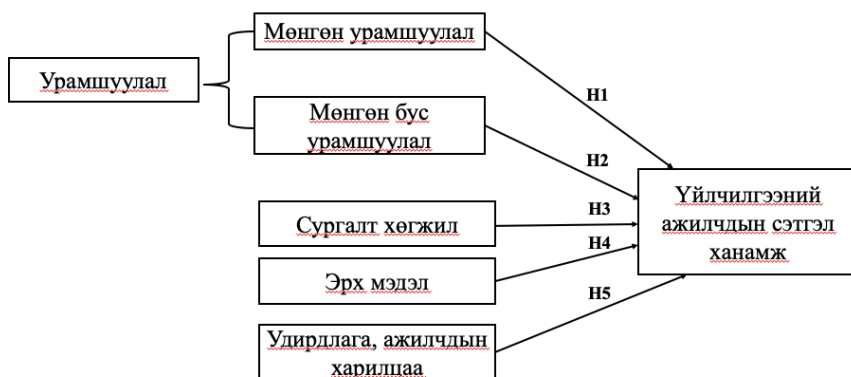 Урамшуулал
Мөнгөн урамшуулал
H1
Мөнгөн бус
урамшуулал
H2
Сургалт хөгжил
H3
Эрх мэдэл
H4
Удирдлага, ажилчдын
харилцаа
H5
Үйлчилгээний
ажилчдын сэтгэл
ханамж